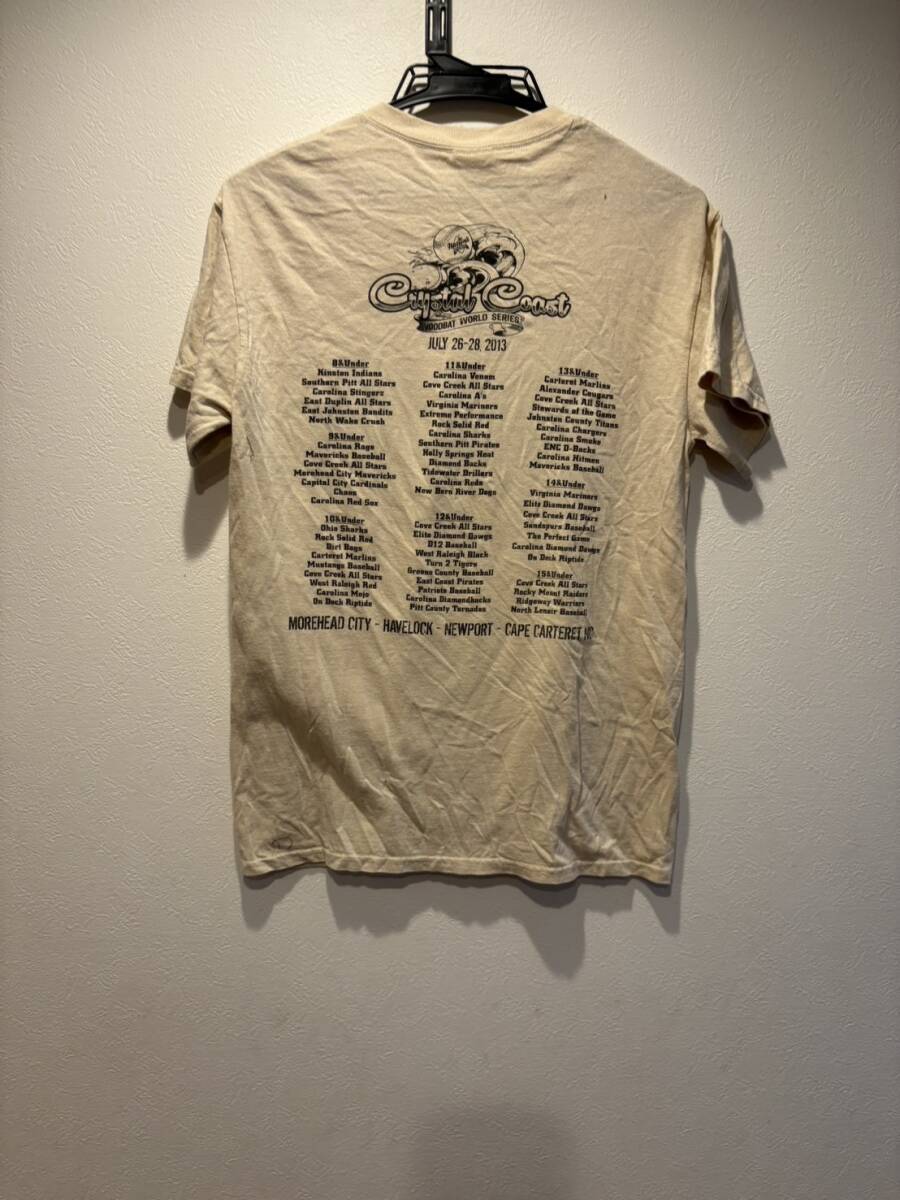 Crystal Coast
WOODBAT WORLD SERIES
JULY 26-28, 2013
8&Under
Kinston Indians
Southern Pitt All Stars
Carolina Stingerz
East Duplin All Stars
East Johnston Bandits
North Wake Crush
9&Under
Carolina Rage
Mavericks Baseball
Cove Creek All Stars
Morehead City Mavericks
Capital City Cardinals
Chaos
Carolina Red Sox
10&Under
Ohio Sharks
Rock Solid Red
Dirt Bags
Carteret Marlins
Mustangs Baseball
Cove Creek All Stars
West Raleigh Red
Carolina Mojo
On Deck Riptide
11&Under
Carolina Venom
Cove Creek All Stars
Carolina A's
Virginia Mariners
Extreme Performance
Rock Solid Red
Carolina Sharks
Southern Pitt Pirates
Holly Springs Heat
Diamond Backs
Tidewater Drillers
Carolina Reds
New Bern River Dogs
12&Under
Cove Creek All Stars
Elite Diamond Dawgs
D12 Baseball
West Raleigh Black
Turn 2 Tigers
Greene County Baseball
East Coast Pirates
Patriots Baseball
Carolina Diamondbacks
Pitt County Tornados
13&Under
Carteret Marlins
Alexander Cougars
Cove Creek All Stars
Stewards of the Game
Johnston County Titans
Carolina Chargers
Carolina Smoke
ENC D-Backs
Carolina Hitmen
Mavericks Baseball
14&Under
Virginia Mariners
Elite Diamond Dawgs
Cove Creek All Stars
Sandspurs Baseball
The Perfect Game
Carolina Diamond Dawgs
On Deck Riptide
15&Under
Cove Creek All Stars
Rocky Mount Raiders
Ridgeway Warriors
North Lenoir Baseball
MOREHEAD CITY - HAVELOCK - NEWPORT - CAPE CARTERET NC